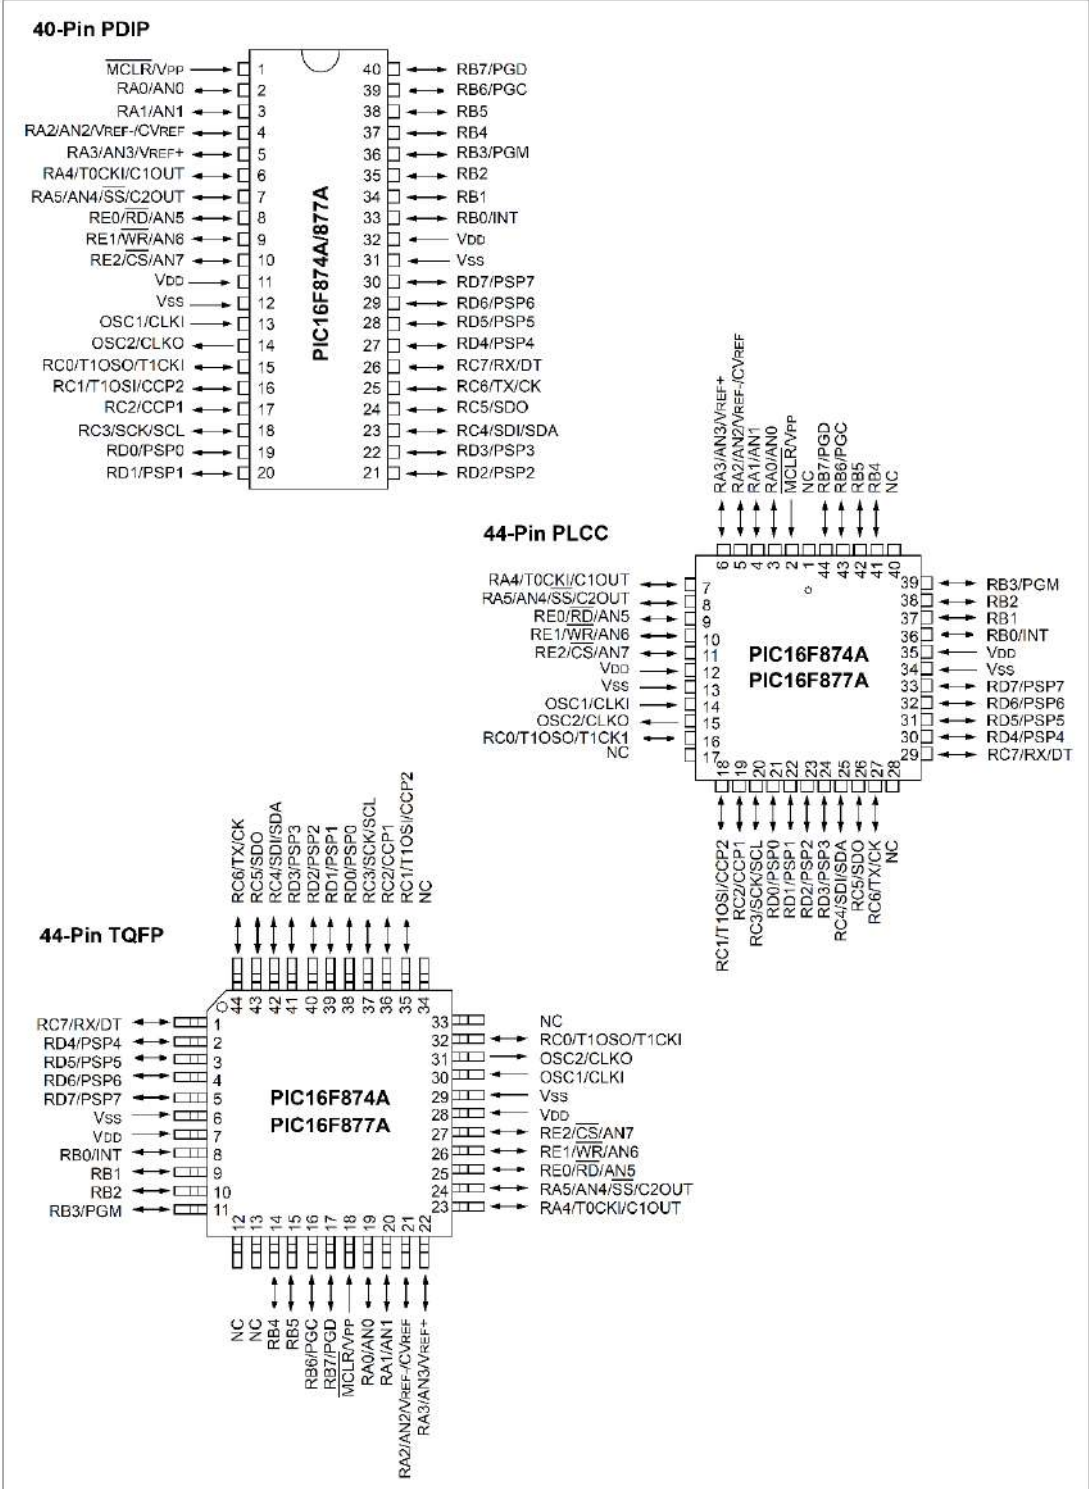 40-Pin PDIP
MCLR/VPP 1 40 RB7/PGD
RA0/AN0 2 39 RB6/PGC
RA1/AN1 3 38 RB5
RA2/AN2/VREF-/CVREF 4 37 RB4
RA3/AN3/VREF+ 5 36 RB3/PGM
RA4/T0CKI/C1OUT 6 35 RB2
RA5/AN4/SS/C2OUT 7 34 RB1
RE0/RD/AN5 8 33 RB0/INT
RE1/WR/AN6 9 32 VDD
RE2/CS/AN7 10 31 VSS
VDD 11 30 RD7/PSP7
VSS 12 29 RD6/PSP6
OSC1/CLKI 13 28 RD5/PSP5
OSC2/CLKO 14 27 RD4/PSP4
RC0/T1OSO/T1CKI 15 26 RC7/RX/DT
RC1/T1OSI/CCP2 16 25 RC6/TX/CK
RC2/CCP1 17 24 RC5/SDO
RC3/SCK/SCL 18 23 RC4/SDI/SDA
RD0/PSP0 19 22 RD3/PSP3
RD1/PSP1 20 21 RD2/PSP2
PIC16F874A/877A
44-Pin PLCC
RA3/AN3/VREF+
RA2/AN2/VREF-/CVREF
RA1/AN1
RA0/AN0
MCLR/VPP
NC
RB7/PGD
RB6/PGC
RB5
RB4
NC
6 5 4 3 2 1 44 43 42 41 40
RA4/T0CKI/C1OUT 7 39 RB3/PGM
RA5/AN4/SS/C2OUT 8 38 RB2
RE0/RD/AN5 9 37 RB1
RE1/WR/AN6 10 36 RB0/INT
RE2/CS/AN7 11 35 VDD
VDD 12 34 VSS
VSS 13 33 RD7/PSP7
OSC1/CLKI 14 32 RD6/PSP6
OSC2/CLKO 15 31 RD5/PSP5
RC0/T1OSO/T1CK1 16 30 RD4/PSP4
NC 17 29 RC7/RX/DT
PIC16F874A
PIC16F877A
18 19 20 21 22 23 24 25 26 27 28
RC1/T1OSI/CCP2
RC2/CCP1
RC3/SCK/SCL
RD0/PSP0
RD1/PSP1
RD2/PSP2
RD3/PSP3
RC4/SDI/SDA
RC5/SDO
RC6/TX/CK
NC
44-Pin TQFP
RC6/TX/CK
RC5/SDO
RC4/SDI/SDA
RD3/PSP3
RD2/PSP2
RD1/PSP1
RD0/PSP0
RC3/SCK/SCL
RC2/CCP1
RC1/T1OSI/CCP2
NC
44 43 42 41 40 39 38 37 36 35 34
RC7/RX/DT 1 33 NC
RD4/PSP4 2 32 RC0/T1OSO/T1CKI
RD5/PSP5 3 31 OSC2/CLKO
RD6/PSP6 4 30 OSC1/CLKI
RD7/PSP7 5 29 VSS
VSS 6 28 VDD
VDD 7 27 RE2/CS/AN7
RB0/INT 8 26 RE1/WR/AN6
RB1 9 25 RE0/RD/AN5
RB2 10 24 RA5/AN4/SS/C2OUT
RB3/PGM 11 23 RA4/T0CKI/C1OUT
PIC16F874A
PIC16F877A
12 13 14 15 16 17 18 19 20 21 22
NC
NC
RB4
RB5
RB6/PGC
RB7/PGD
MCLR/VPP
RA0/AN0
RA1/AN1
RA2/AN2/VREF-/CVREF
RA3/AN3/VREF+